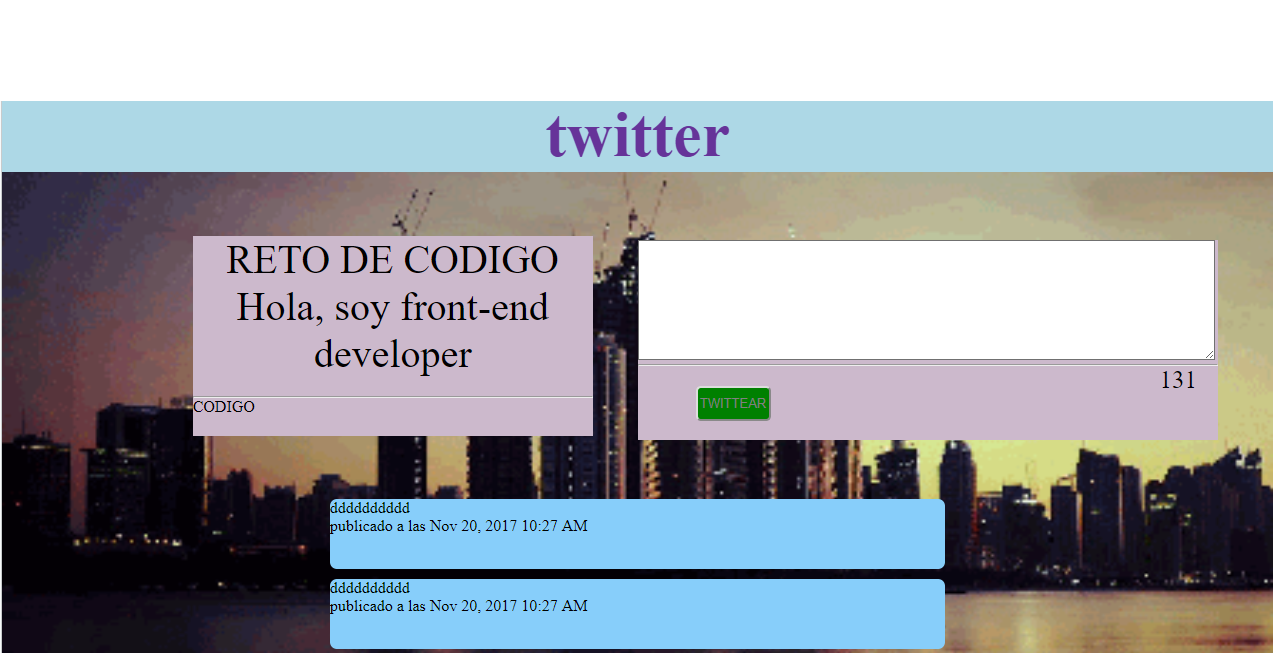 twitter
RETO DE CODIGO
Hola, soy front-end
developer
CODIGO
131
TWITTEAR
dddddddddd
publicado a las Nov 20, 2017 10:27 AM
dddddddddd
publicado a las Nov 20, 2017 10:27 AM